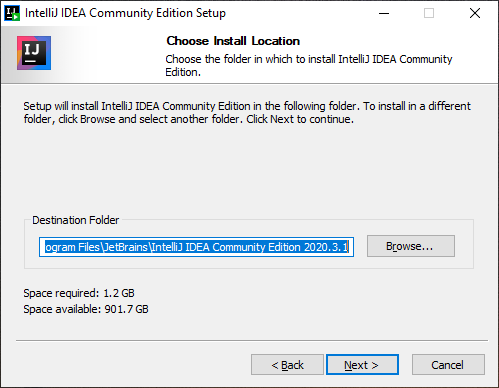 IntelliJ IDEA Community Edition Setup
IJ
Choose Install Location
Choose the folder in which to install IntelliJ IDEA Community
Edition.
Setup will install IntelliJ IDEA Community Edition in the following folder. To install in a different
folder, click Browse and select another folder. Click Next to continue.
Destination Folder
ogram Files\JetBrains\IntelliJ IDEA Community Edition 2020.3.1
Browse...
Space required: 1.2 GB
Space available: 901.7 GB
< Back
Next >
Cancel